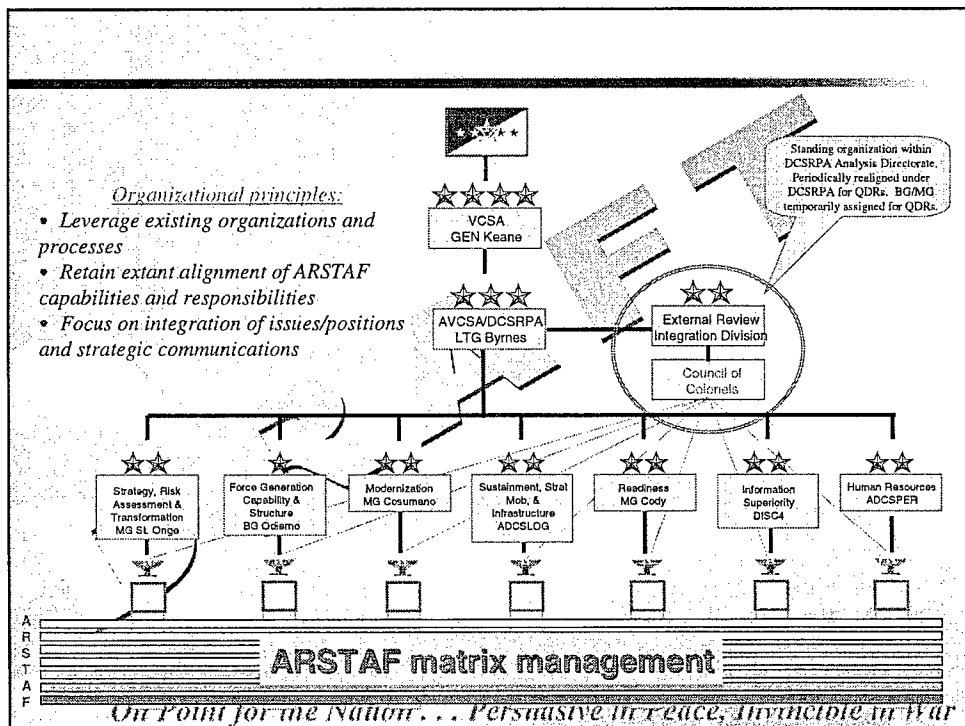 Organizational principles:
• Leverage existing organizations and
processes
• Retain extant alignment of ARSTAF
capabilities and responsibilities
• Focus on integration of issues/positions
and strategic communications
VCSA
GEN Keane
AVCSA/DCSRPA
LTG Byrnes
Standing organization within
DCSRPA Analysis Directorate.
Periodically realigned under
DCSRPA for QDRs. BG/MG
temporarily assigned for QDRs.
External Review
Integration Division
Council of
Colonels
Strategy, Risk
Assessment &
Transformation
MG St. Onge
Force Generation
Capability &
Structure
BG Odierno
Modernization
MG Cosumano
Sustainment, Strat
Mob, &
Infrastructure
ADCSLOG
Readiness
MG Cody
Information
Superiority
DISC4
Human Resources
ADCSPER
ARSTAF
ARSTAF matrix management
On Point for the Nation . . . Persuasive in Peace, Invincible in War